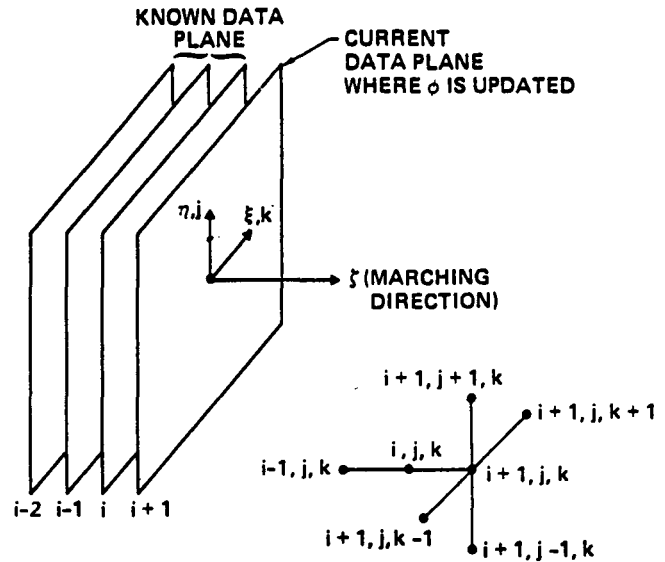 KNOWN DATA
PLANE
CURRENT
DATA PLANE
WHERE ϕ IS UPDATED
η,j
ξ,k
ζ (MARCHING
DIRECTION)
i-2 i-1 i i + 1
i + 1, j + 1, k
i + 1, j, k + 1
i, j, k
i-1, j, k
i + 1, j, k
i + 1, j, k -1
i + 1, j -1, k